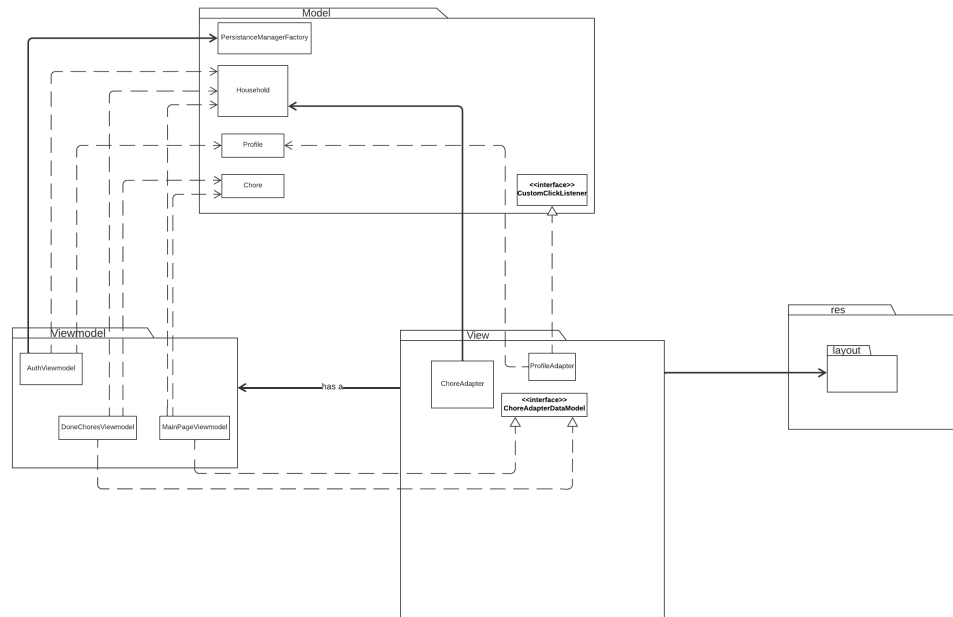 Model
PersistanceManagerFactory
Household
Profile
Chore
<<interface>>
CustomClickListener
Viewmodel
AuthViewmodel
DoneChoresViewmodel
MainPageViewmodel
has a
View
ChoreAdapter
ProfileAdapter
<<interface>>
ChoreAdapterDataModel
res
layout